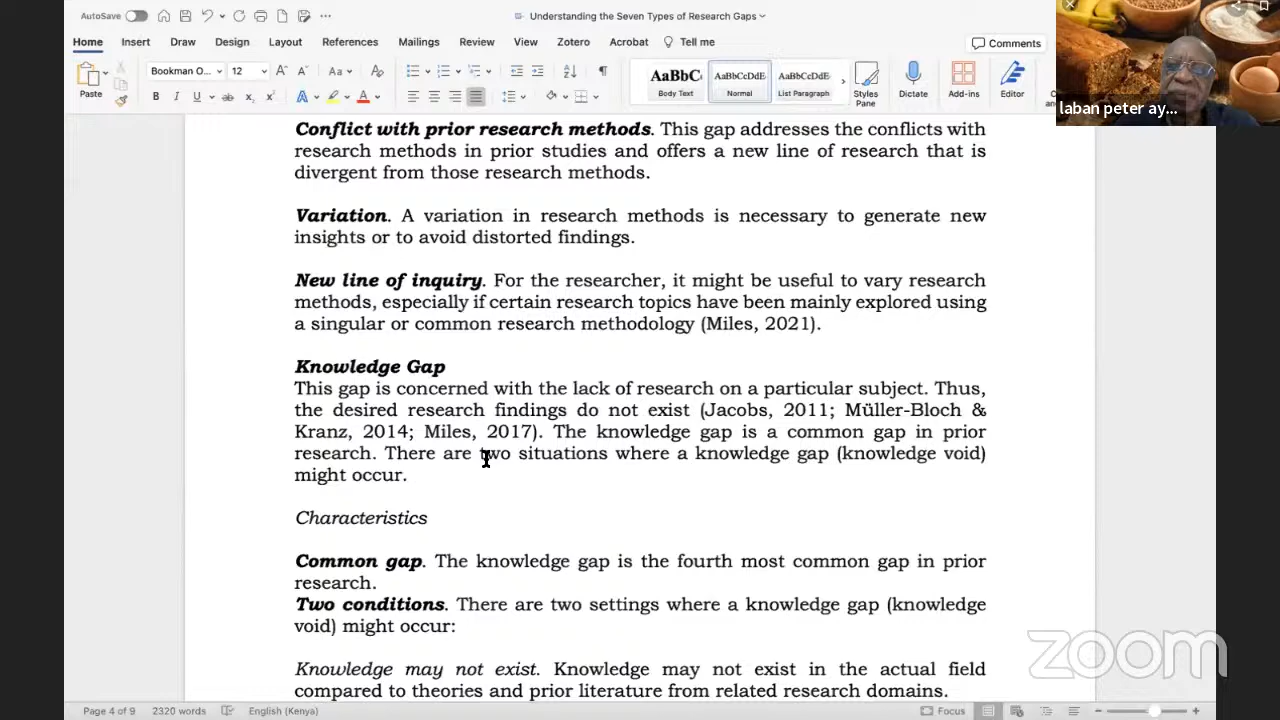 AutoSave
Understanding the Seven Types of Research Gaps
Home Insert Draw Design Layout References Mailings Review View Zotero Acrobat Tell me
Comments
Paste
Bookman O... 12
AaBbC
Body Text
AaBbCcDdE
Normal
AaBbCcDdE
List Paragraph
Styles
Pane
Dictate
Add-ins
Editor
laban peter ay...
Conflict with prior research methods. This gap addresses the conflicts with
research methods in prior studies and offers a new line of research that is
divergent from those research methods.
Variation. A variation in research methods is necessary to generate new
insights or to avoid distorted findings.
New line of inquiry. For the researcher, it might be useful to vary research
methods, especially if certain research topics have been mainly explored using
a singular or common research methodology (Miles, 2021).
Knowledge Gap
This gap is concerned with the lack of research on a particular subject. Thus,
the desired research findings do not exist (Jacobs, 2011; Müller-Bloch &
Kranz, 2014; Miles, 2017). The knowledge gap is a common gap in prior
research. There are two situations where a knowledge gap (knowledge void)
might occur.
Characteristics
Common gap. The knowledge gap is the fourth most common gap in prior
research.
Two conditions. There are two settings where a knowledge gap (knowledge
void) might occur:
Knowledge may not exist. Knowledge may not exist in the actual field
compared to theories and prior literature from related research domains.
zoom
Page 4 of 9 2320 words English (Kenya) Focus